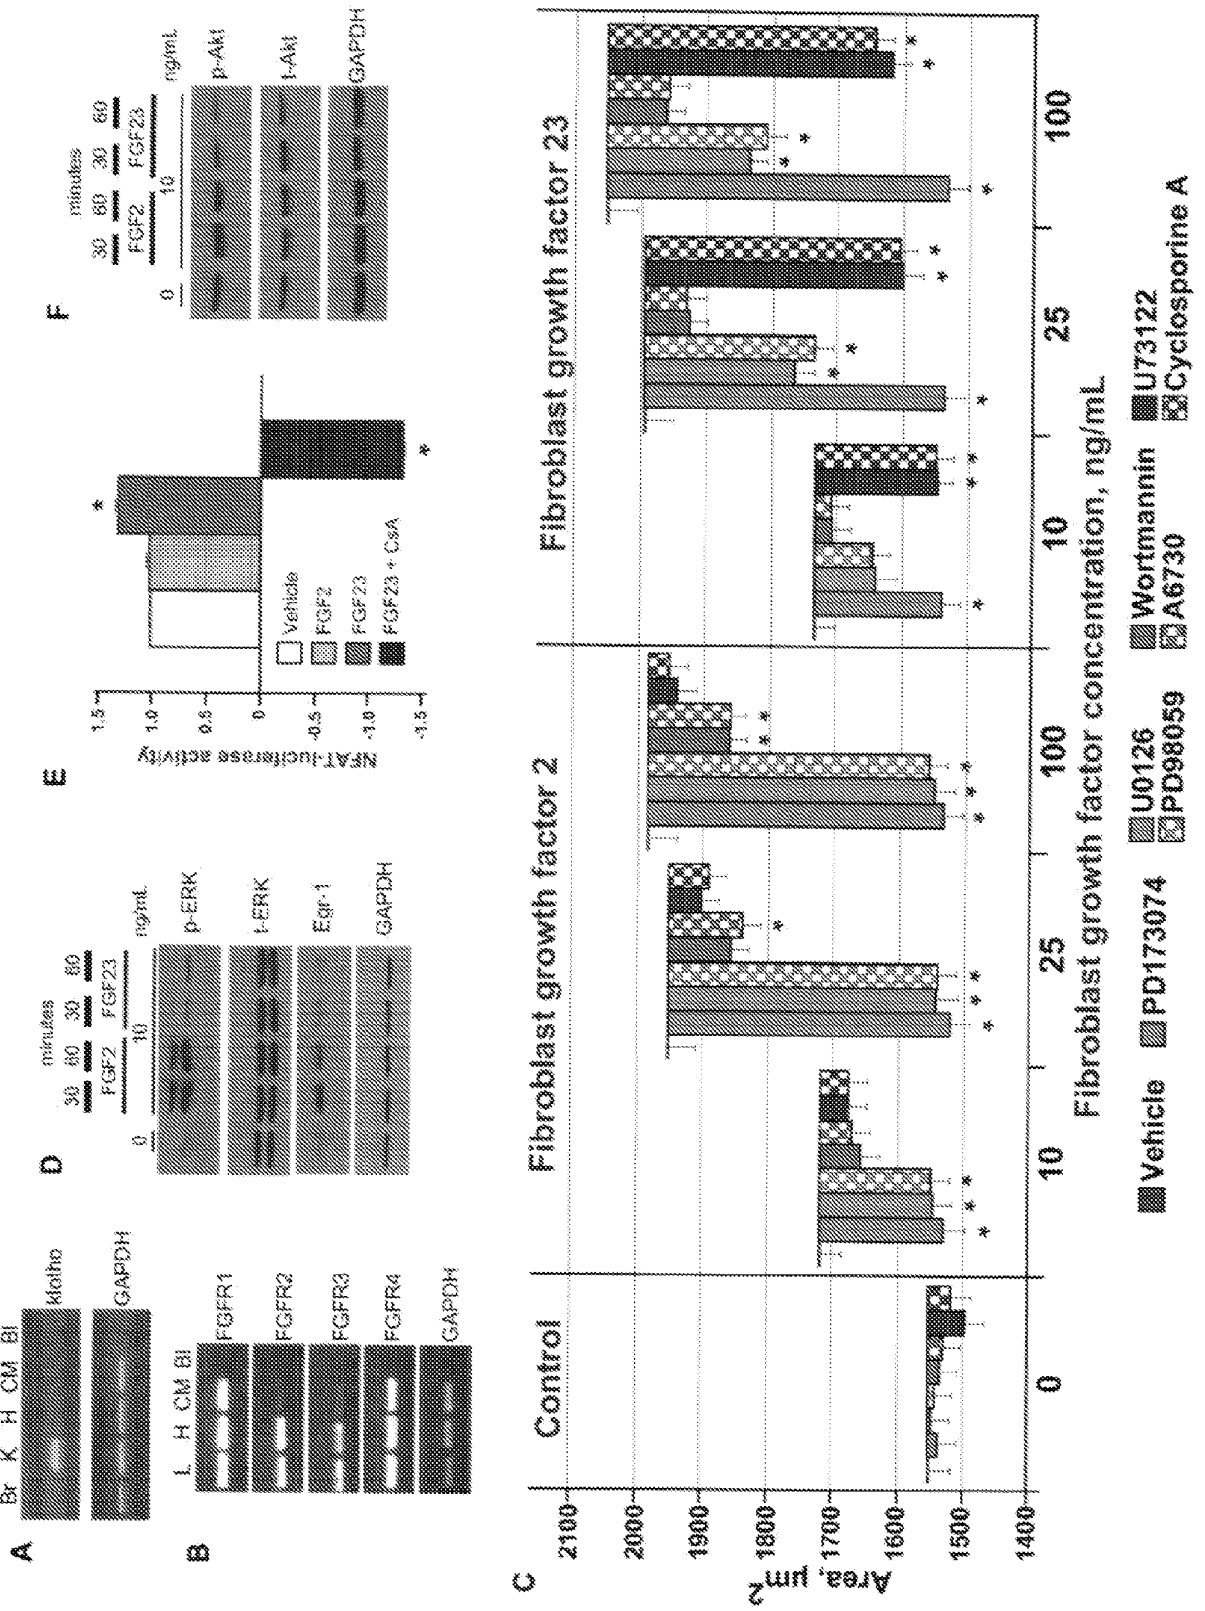 A
Br K H CM Bl
klotho
GAPDH
B
L H CM Bl
FGFR1
FGFR2
FGFR3
FGFR4
GAPDH
D
minutes
30 60 30 60
FGF2 FGF23
0 10 ng/mL
p-ERK
t-ERK
Egr-1
GAPDH
E
NFAT-luciferase activity
1.5
1.0
0.5
0
-0.5
-1.0
-1.5
*
*
Vehicle
FGF2
FGF23
FGF23 + CsA
F
minutes
30 60 30 60
FGF2 FGF23
0 10 ng/mL
p-Akt
t-Akt
GAPDH
C
Control
Fibroblast growth factor 2
Fibroblast growth factor 23
Area, µm2
2100
2000
1900
1800
1700
1600
1500
1400
* * * * * * * * * * * *
* * * * * * * * * * * * *
0 10 25 100 10 25 100
Fibroblast growth factor concentration, ng/mL
Vehicle PD173074 U0126 Wortmannin U73122
PD98059 A6730 Cyclosporine A